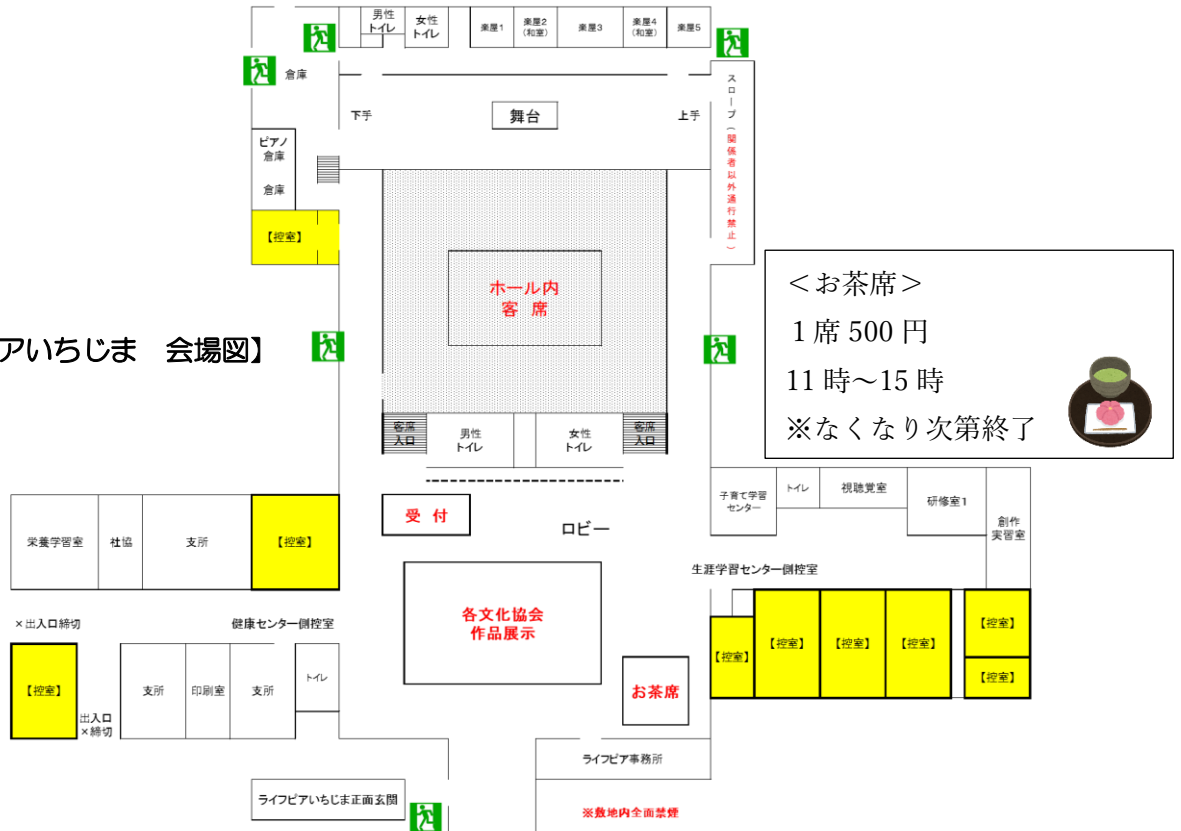 男性
トイレ
女性
トイレ
楽屋1
楽屋2
(和室)
楽屋3
楽屋4
(和室)
楽屋5
倉庫
下手
舞台
上手
スロープ(関係者以外通行禁止)
ピアノ
倉庫
倉庫
【控室】
ホール内
客 席
アいちじま 会場図】
<お茶席>
1席500円
11時~15時
※なくなり次第終了
客席
入口
男性
トイレ
女性
トイレ
客席
入口
受 付
ロビー
子育て学習
センター
トイレ
視聴覚室
研修室1
創作
実習室
栄養学習室
社協
支所
【控室】
生涯学習センター側控室
各文化協会
作品展示
×出入口締切
健康センター側控室
【控室】
出入口
×締切
支所
印刷室
支所
トイレ
お茶席
【控室】
【控室】
【控室】
【控室】
【控室】
【控室】
ライフピア事務所
ライフピアいちじま正面玄関
※敷地内全面禁煙